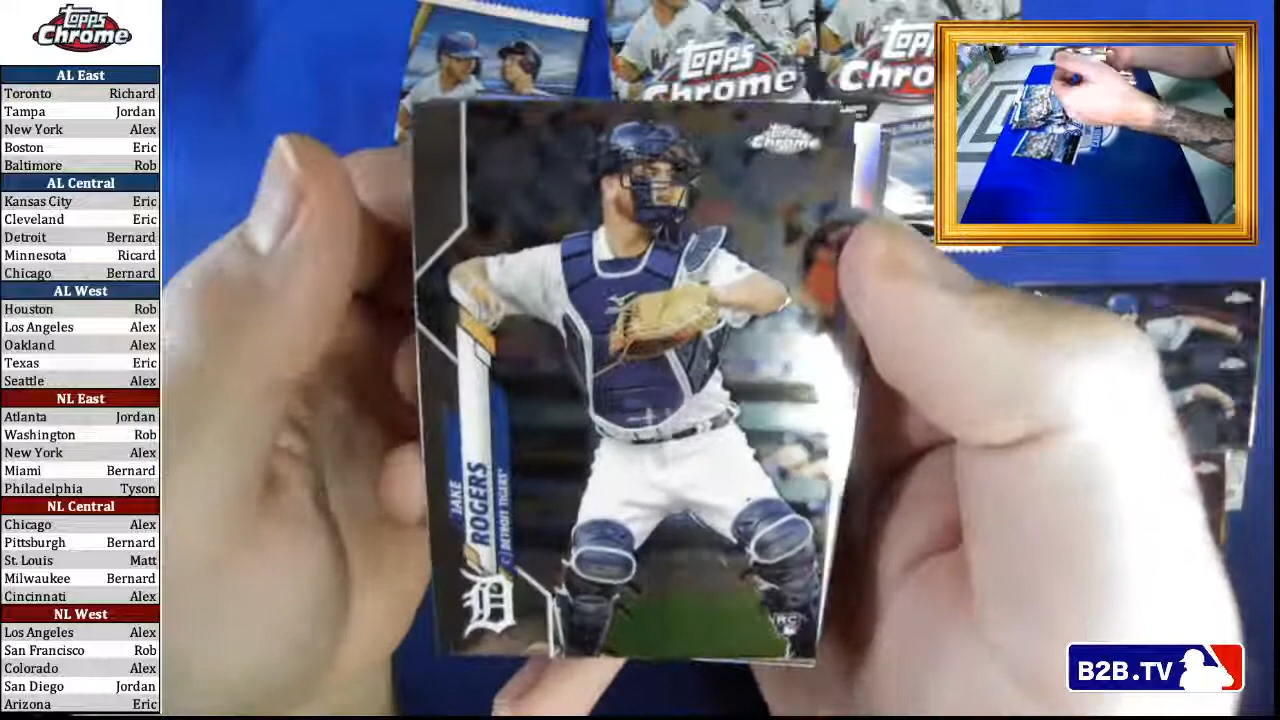 Topps
Chrome
AL East
Toronto Richard
Tampa Jordan
New York Alex
Boston Eric
Baltimore Rob
AL Central
Kansas City Eric
Cleveland Eric
Detroit Bernard
Minnesota Ricard
Chicago Bernard
AL West
Houston Rob
Los Angeles Alex
Oakland Alex
Texas Eric
Seattle Alex
NL East
Atlanta Jordan
Washington Rob
New York Alex
Miami Bernard
Philadelphia Tyson
NL Central
Chicago Alex
Pittsburgh Bernard
St. Louis Matt
Milwaukee Bernard
Cincinnati Alex
NL West
Los Angeles Alex
San Francisco Rob
Colorado Alex
San Diego Jordan
Arizona Eric
Topps
Chrome
Topps
Chro
Topps
Chrome
JAKE
ROGERS
C DETROIT TIGERS
D
RC
B2B.TV